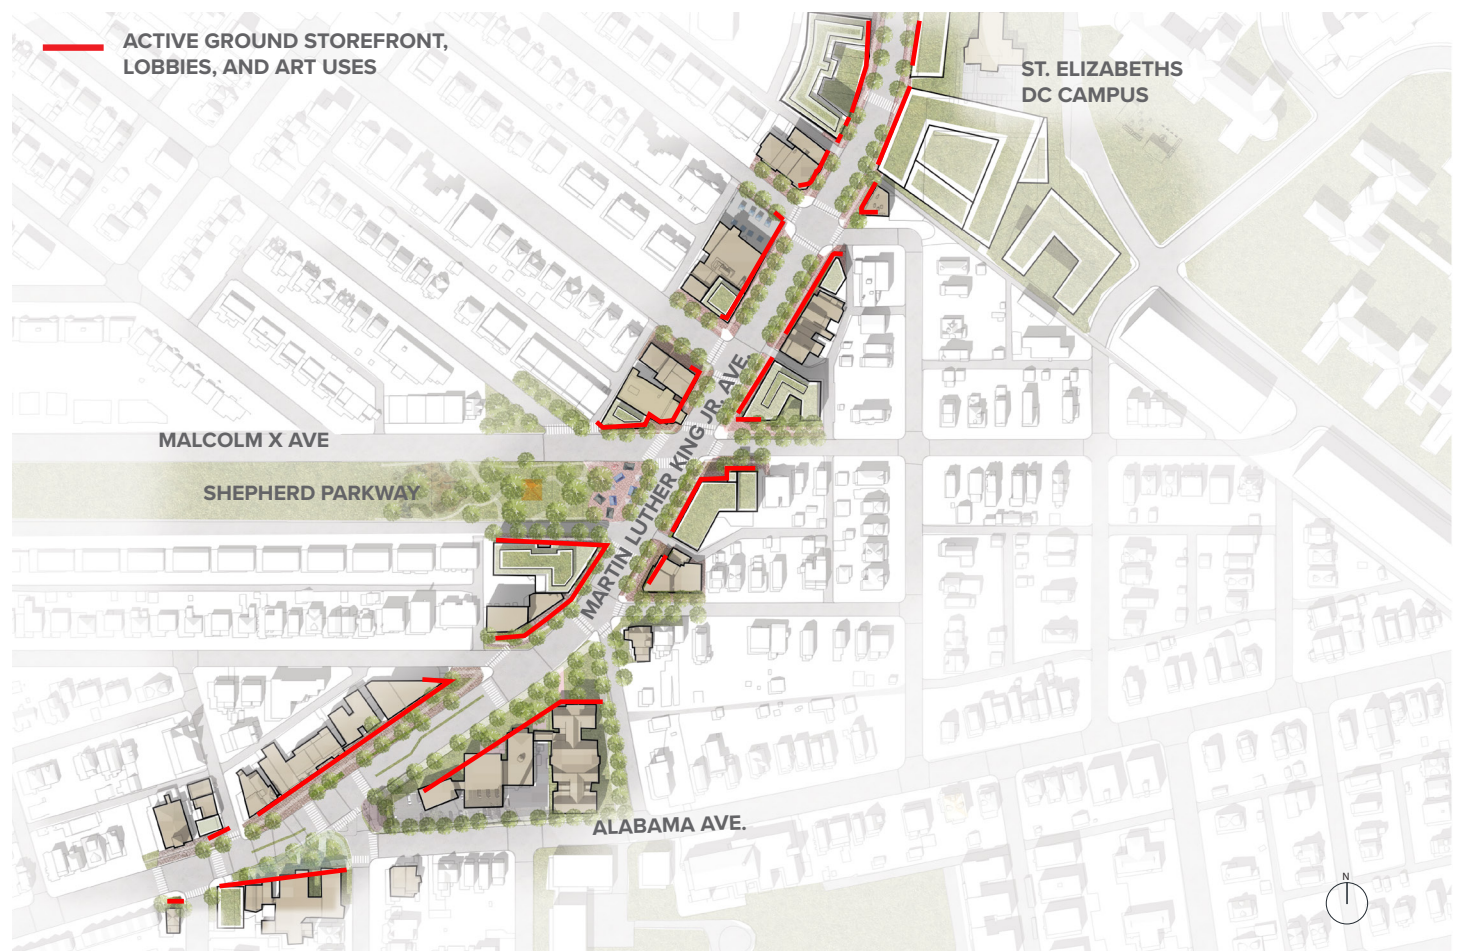 ACTIVE GROUND STOREFRONT,
LOBBIES, AND ART USES
ST. ELIZABETHS
DC CAMPUS
MARTIN LUTHER KING JR. AVE.
MALCOLM X AVE
SHEPHERD PARKWAY
ALABAMA AVE.
N